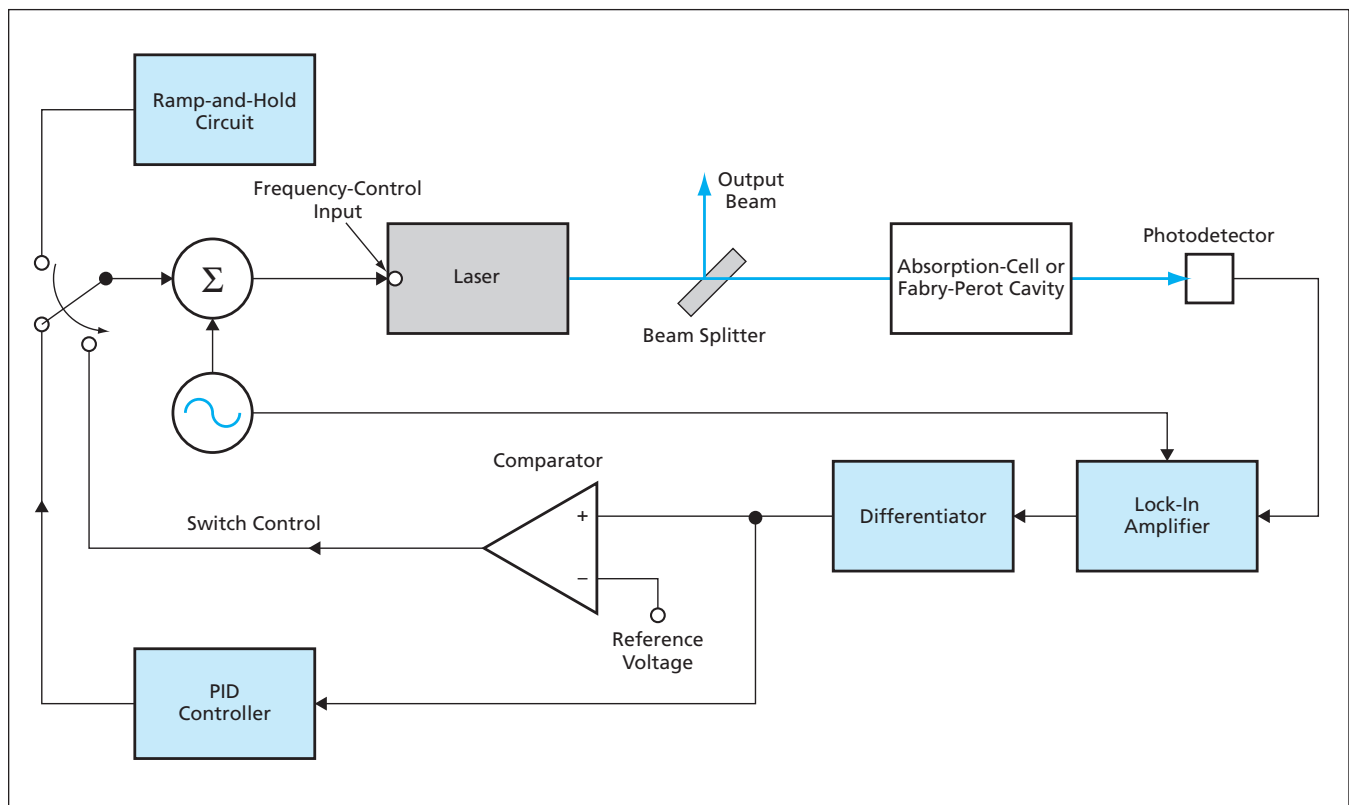 Ramp-and-Hold
Circuit
Frequency-Control
Input
Output
Beam
Photodetector
Σ
Laser
Absorption-Cell or
Fabry-Perot Cavity
Beam Splitter
Comparator
+
−
Switch Control
Differentiator
Lock-In
Amplifier
Reference
Voltage
PID
Controller